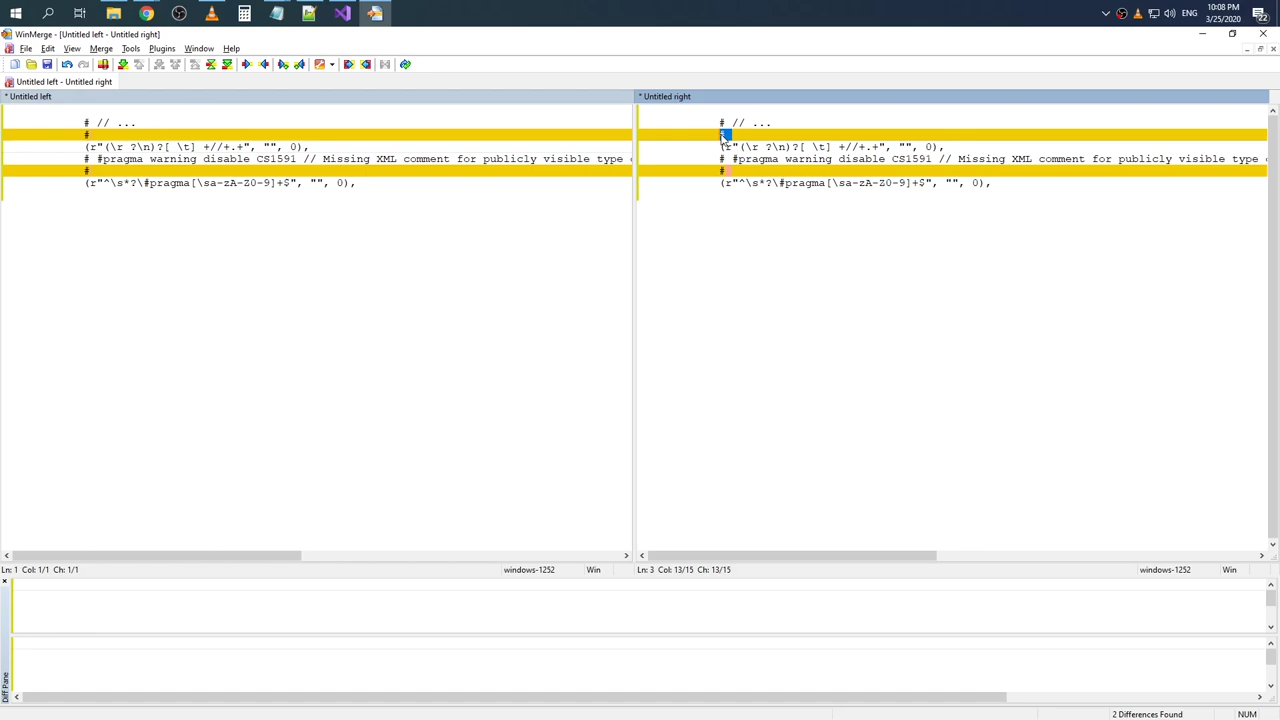 10:08 PM
ENG
3/25/2020
22
WinMerge - [Untitled left - Untitled right]
File Edit View Merge Tools Plugins Window Help
Untitled left - Untitled right
* Untitled left
* Untitled right
# // ...
#
(r"(\r ?\n)?[ \t] +//+.+", "", 0),
# #pragma warning disable CS1591 // Missing XML comment for publicly visible type
#
(r"^\s*?\#pragma[\sa-zA-Z0-9]+$", "", 0),
# // ...
#
(r"(\r ?\n)?[ \t] +//+.+", "", 0),
# #pragma warning disable CS1591 // Missing XML comment for publicly visible type
#
(r"^\s*?\#pragma[\sa-zA-Z0-9]+$", "", 0),
Ln: 1 Col: 1/1 Ch: 1/1
windows-1252
Win
Ln: 3 Col: 13/15 Ch: 13/15
windows-1252
Win
Diff Pane
2 Differences Found
NUM